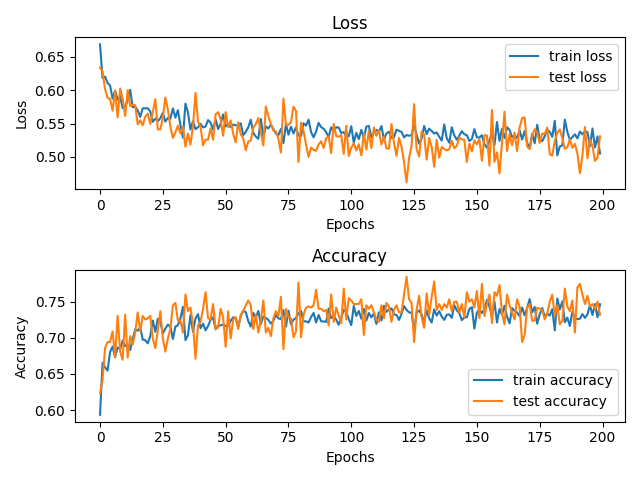 Loss
0.65
0.60
0.55
0.50
Loss
train loss
test loss
0 25 50 75 100 125 150 175 200
Epochs
Accuracy
0.75
0.70
0.65
0.60
Accuracy
train accuracy
test accuracy
0 25 50 75 100 125 150 175 200
Epochs